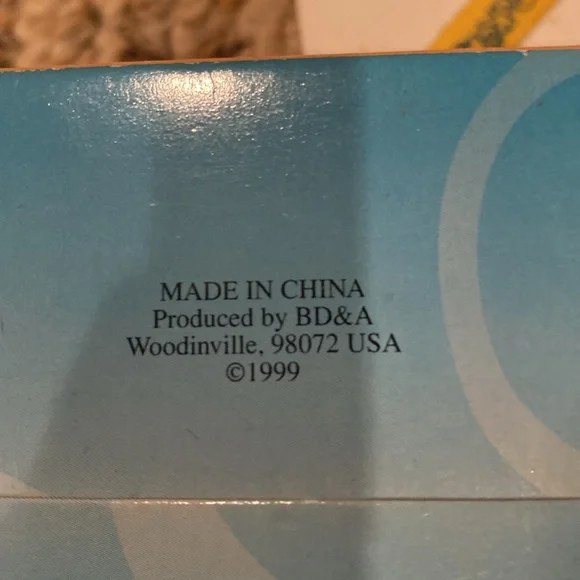 MADE IN CHINA
Produced by BD&A
Woodinville, 98072 USA
©1999